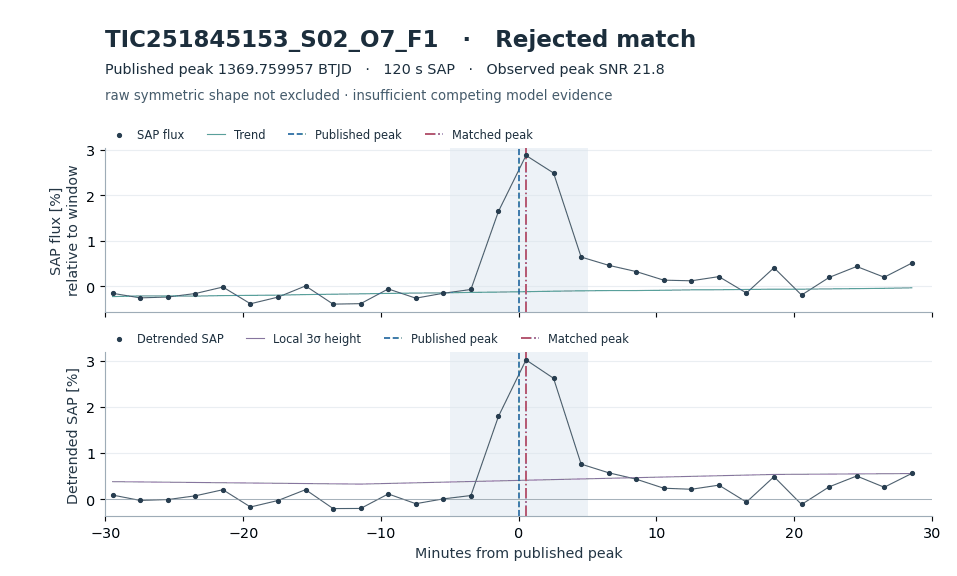 TIC251845153_S02_O7_F1 · Rejected match
Published peak 1369.759957 BTJD · 120 s SAP · Observed peak SNR 21.8
raw symmetric shape not excluded · insufficient competing model evidence
SAP flux Trend Published peak Matched peak
3
2
1
0
SAP flux [%]
relative to window
Detrended SAP Local 3σ height Published peak Matched peak
3
2
1
0
Detrended SAP [%]
−30 −20 −10 0 10 20 30
Minutes from published peak